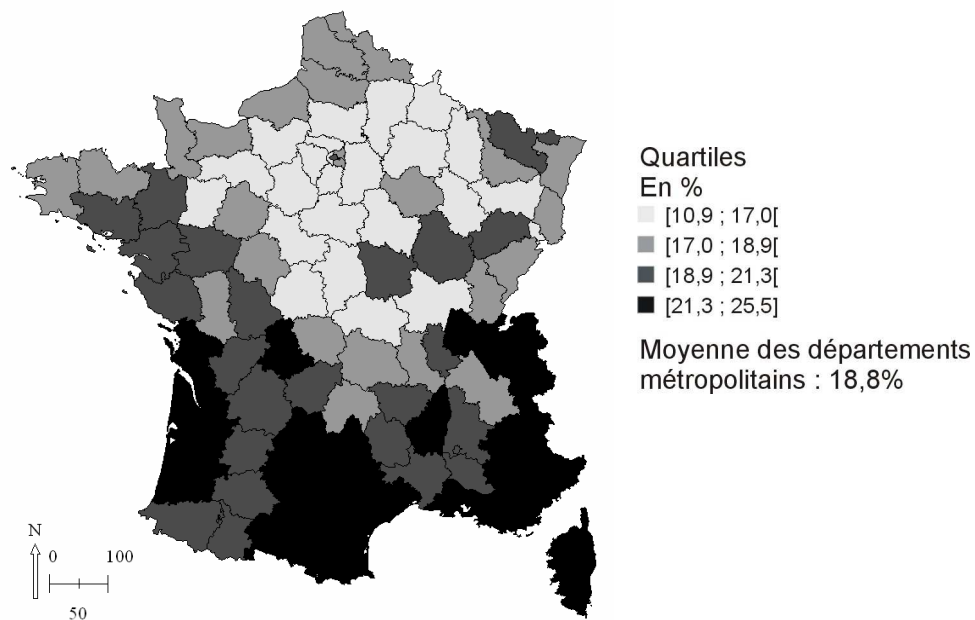 Quartiles
En %
[10,9 ; 17,0[
[17,0 ; 18,9[
[18,9 ; 21,3[
[21,3 ; 25,5]
Moyenne des départements
métropolitains : 18,8%
N
0 100
50